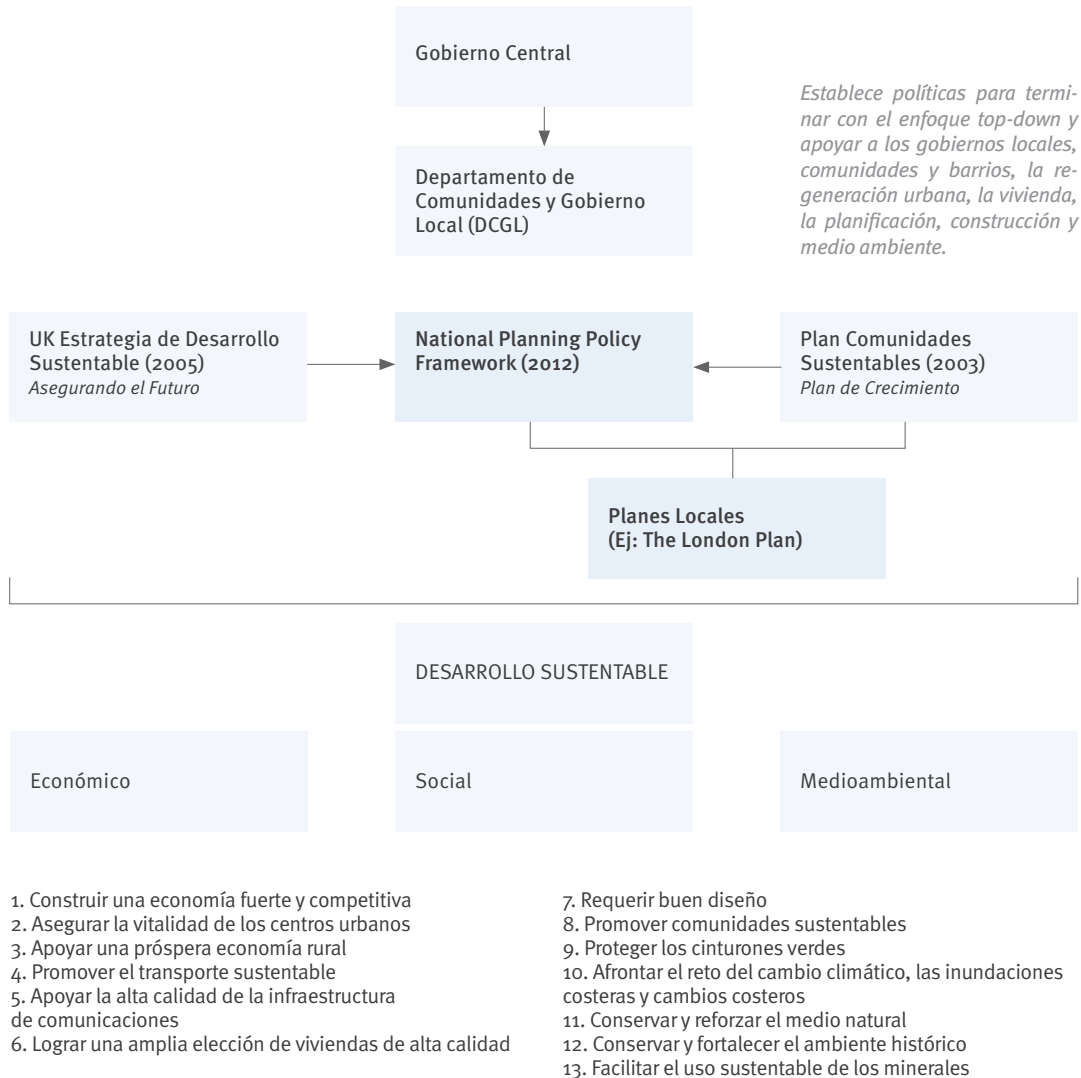 Gobierno Central
Establece políticas para termi-
nar con el enfoque top-down y
apoyar a los gobiernos locales,
comunidades y barrios, la re-
generación urbana, la vivienda,
la planificación, construcción y
medio ambiente.
Departamento de
Comunidades y Gobierno
Local (DCGL)
UK Estrategia de Desarrollo
Sustentable (2005)
Asegurando el Futuro
National Planning Policy
Framework (2012)
Plan Comunidades
Sustentables (2003)
Plan de Crecimiento
Planes Locales
(Ej: The London Plan)
DESARROLLO SUSTENTABLE
Económico
Social
Medioambiental
1. Construir una economía fuerte y competitiva
2. Asegurar la vitalidad de los centros urbanos
3. Apoyar una próspera economía rural
4. Promover el transporte sustentable
5. Apoyar la alta calidad de la infraestructura
de comunicaciones
6. Lograr una amplia elección de viviendas de alta calidad
7. Requerir buen diseño
8. Promover comunidades sustentables
9. Proteger los cinturones verdes
10. Afrontar el reto del cambio climático, las inundaciones
costeras y cambios costeros
11. Conservar y reforzar el medio natural
12. Conservar y fortalecer el ambiente histórico
13. Facilitar el uso sustentable de los minerales